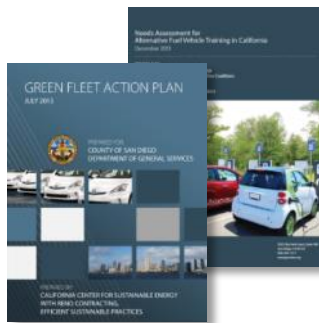 Needs Assessment for
Alternative Fuel Vehicle Training in California
GREEN FLEET ACTION PLAN
JULY 2013
PREPARED FOR
COUNTY OF SAN DIEGO
DEPARTMENT OF GENERAL SERVICES
PREPARED BY
CALIFORNIA CENTER FOR SUSTAINABLE ENERGY
WITH RENO CONTRACTING,
EFFICIENT SUSTAINABLE PRACTICES